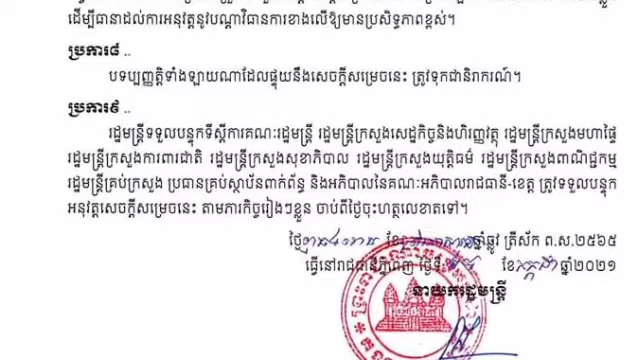 ដើម្បីធានាដល់ការអនុវត្តនូវបណ្ដាវិធានការខាងលើឱ្យមានប្រសិទ្ធភាពខ្ពស់។
ប្រការ៨ ..
បទប្បញ្ញត្តិទាំងឡាយណាដែលផ្ទុយនឹងសេចក្ដីសម្រេចនេះ ត្រូវទុកជានិរាករណ៍។
ប្រការ៩ ..
រដ្ឋមន្ត្រីទទួលបន្ទុកទីស្ដីការគណៈរដ្ឋមន្ត្រី រដ្ឋមន្ត្រីក្រសួងសេដ្ឋកិច្ចនិងហិរញ្ញវត្ថុ រដ្ឋមន្ត្រីក្រសួងមហាផ្ទៃ
រដ្ឋមន្ត្រីក្រសួងការពារជាតិ រដ្ឋមន្ត្រីក្រសួងសុខាភិបាល រដ្ឋមន្ត្រីក្រសួងយុត្តិធម៌ រដ្ឋមន្ត្រីក្រសួងពាណិជ្ជកម្ម
រដ្ឋមន្ត្រីគ្រប់ក្រសួង ប្រធានគ្រប់ស្ថាប័នពាក់ព័ន្ធ និងអភិបាលនៃគណៈអភិបាលរាជធានី-ខេត្ត ត្រូវទទួលបន្ទុក
អនុវត្តសេចក្ដីសម្រេចនេះ តាមភារកិច្ចរៀងៗខ្លួន ចាប់ពីថ្ងៃចុះហត្ថលេខាតទៅ។
ថ្ងៃ ខែ ឆ្នាំឆ្លូវ ត្រីស័ក ព.ស.២៥៦៥
ធ្វើនៅរាជធានីភ្នំពេញ ថ្ងៃទី ខែកក្កដា ឆ្នាំ២០២១
នាយករដ្ឋមន្ត្រី